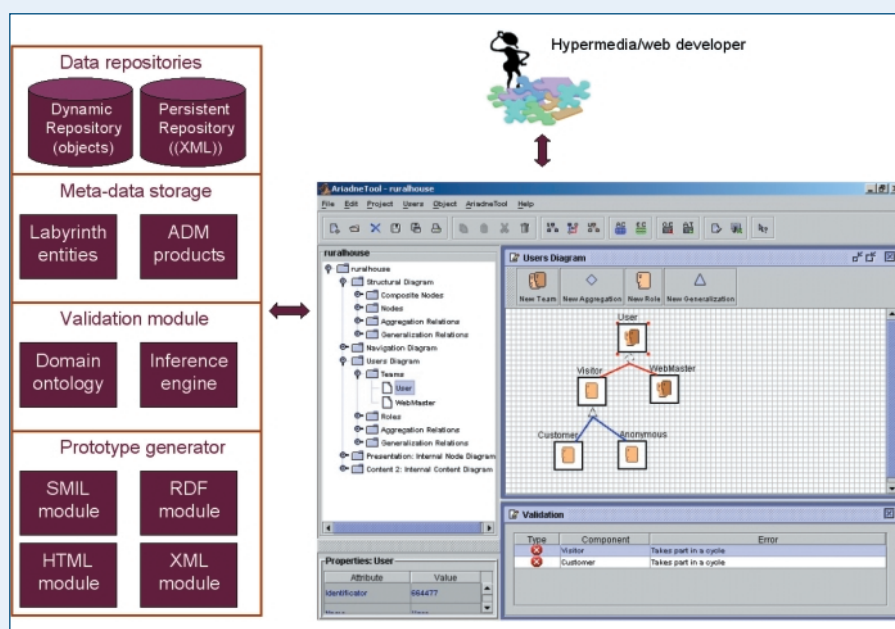 Data repositories
Dynamic
Repository
(objects)
Persistent
Repository
((XML))
Meta-data storage
Labyrinth
entities
ADM
products
Validation module
Domain
ontology
Inference
engine
Prototype generator
SMIL
module
RDF
module
HTML
module
XML
module
Hypermedia/web developer
AriadneTool - ruralhouse
File Edit Project Users Object AriadneTool Help
ruralhouse
ruralhouse
Structural Diagram
Composite Nodes
Nodes
Aggregation Relations
Generalization Relations
Navigation Diagram
Users Diagram
Teams
User
WebMaster
Roles
Aggregation Relations
Generalization Relations
Presentation: Internal Node Diagram
Content 2: Internal Content Diagram
Properties: User
Attribute Value
Identificator 664477
Users Diagram
New Team New Aggregation New Role New Generalization
User
Visitor
WebMaster
Customer
Anonymous
Validation
Type Component Error
Visitor Takes part in a cycle
Customer Takes part in a cycle